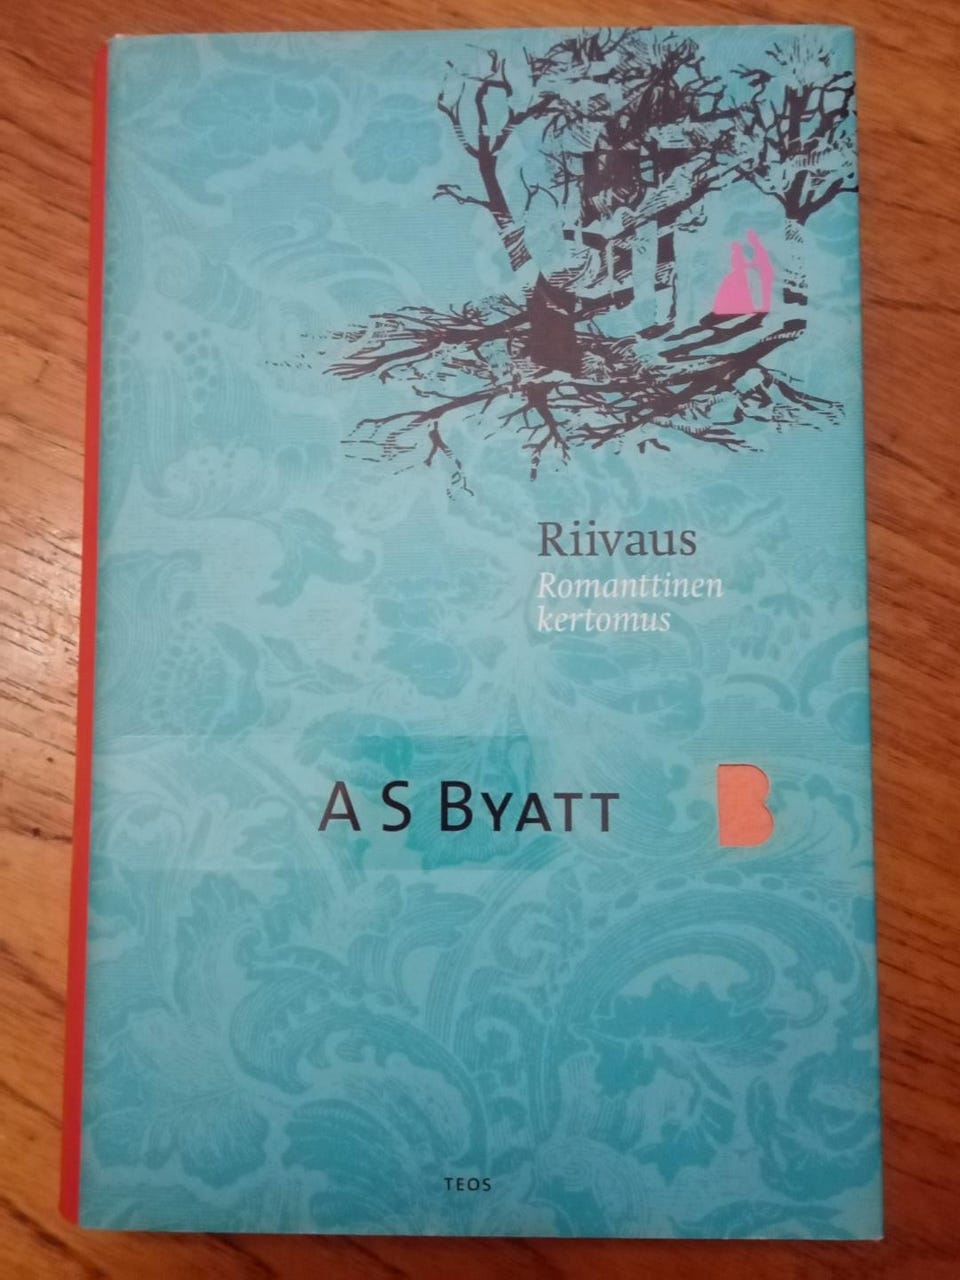 Riivaus
Romanttinen
kertomus
A S BYATT
B
TEOS